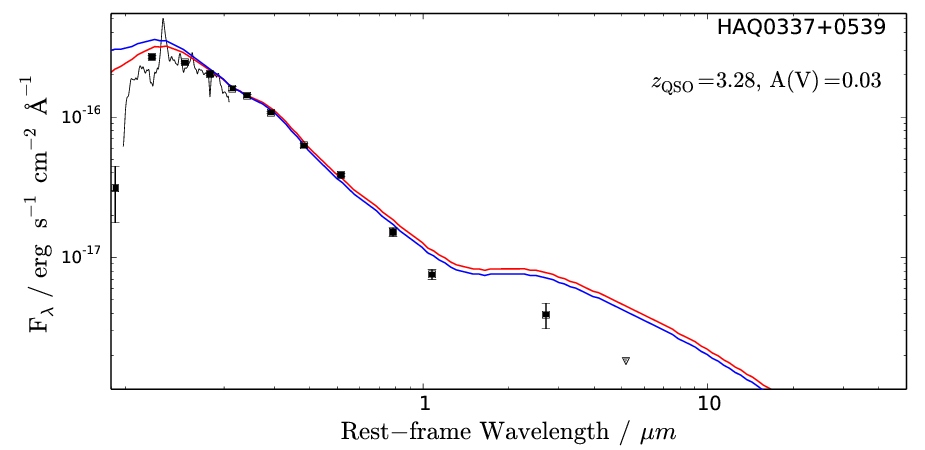 HAQ0337+0539
z_QSO=3.28, A(V)=0.03
F_λ / erg s⁻¹ cm⁻² Å⁻¹
10⁻¹⁶
10⁻¹⁷
1 10
Rest−frame Wavelength / μm